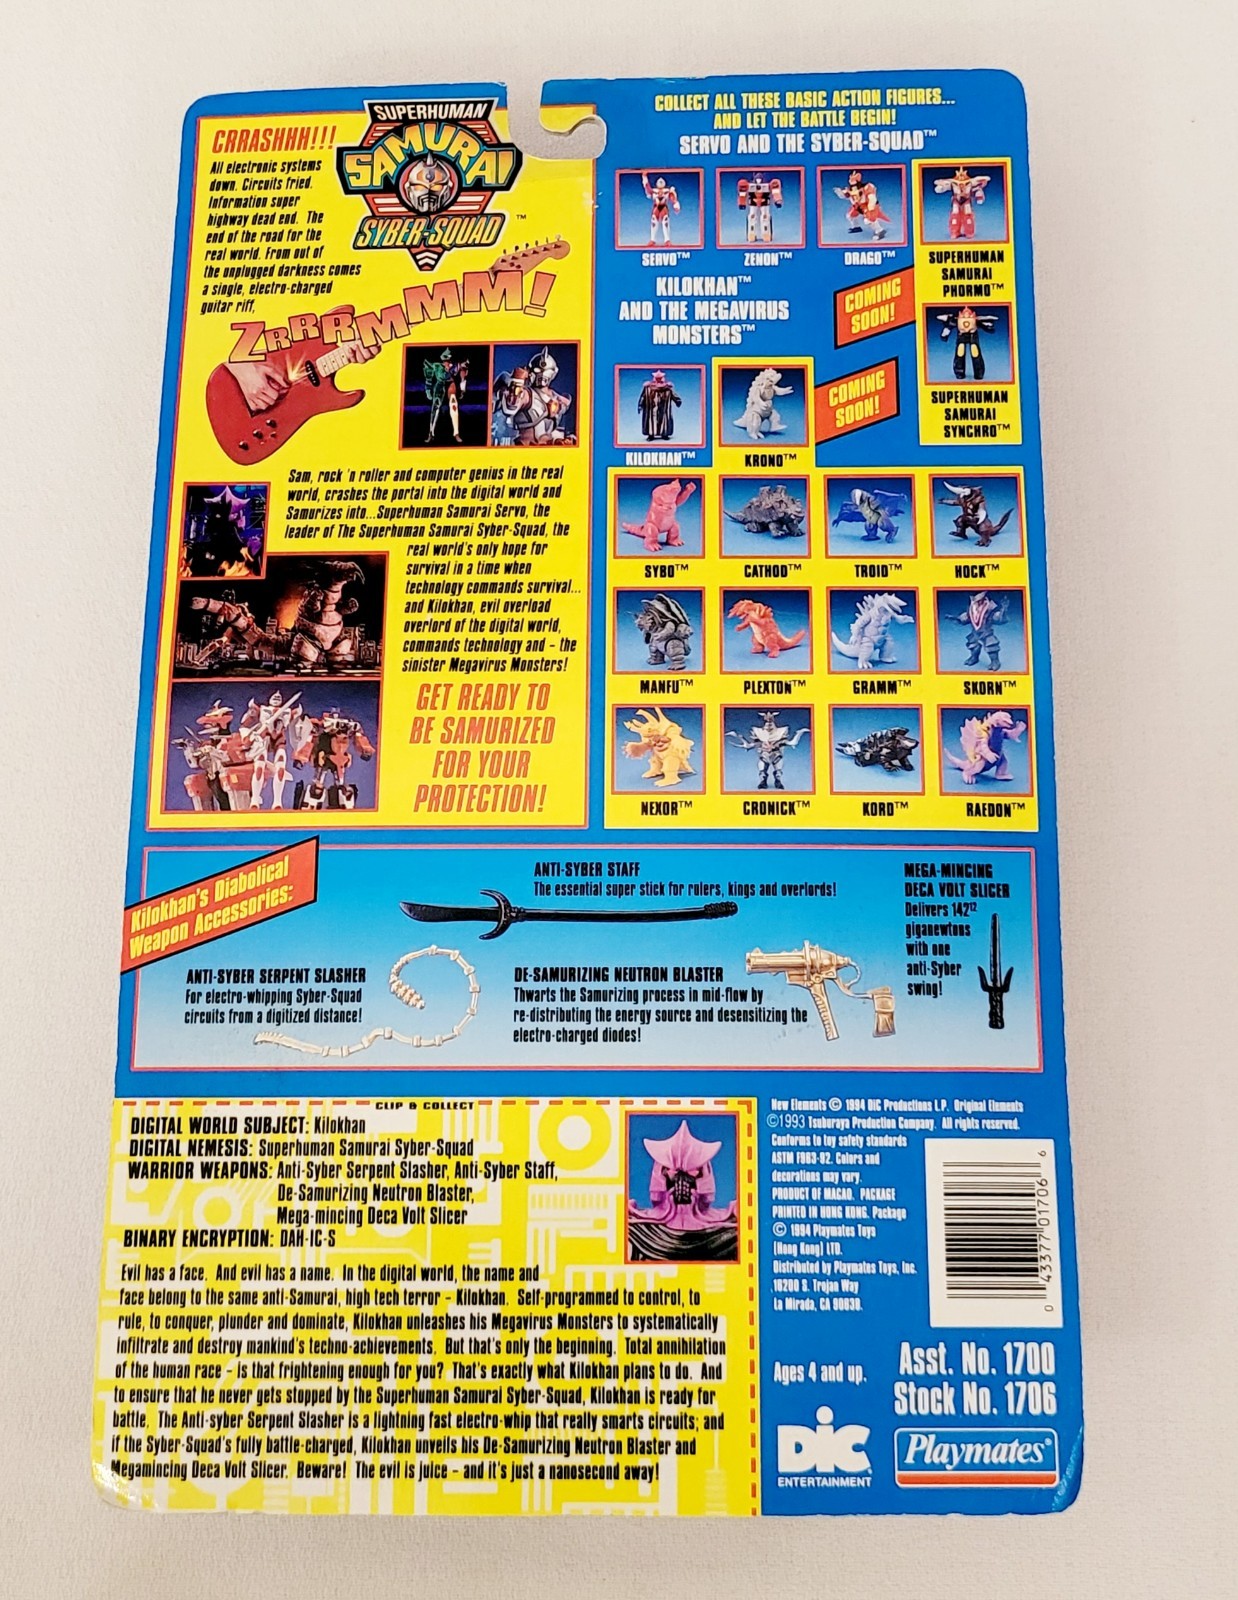 SUPERHUMAN
SAMURAI
SYBER-SQUAD™
CRRASHHH!!!
All electronic systems
down. Circuits fried.
Information super
highway dead end. The
end of the road for the
real world. From out of
the unplugged darkness comes
a single, electro-charged
guitar riff,
ZRRRMMMM!
Sam, rock 'n roller and computer genius in the real
world, crashes the portal into the digital world and
Samurizes into...Superhuman Samurai Servo, the
leader of The Superhuman Samurai Syber-Squad, the
real world's only hope for
survival in a time when
technology commands survival...
and Kilokhan, evil overload
overlord of the digital world,
commands technology and - the
sinister Megavirus Monsters!
GET READY TO
BE SAMURIZED
FOR YOUR
PROTECTION!
COLLECT ALL THESE BASIC ACTION FIGURES...
AND LET THE BATTLE BEGIN!
SERVO AND THE SYBER-SQUAD™
SERVO™
ZENON™
DRAGO™
SUPERHUMAN
SAMURAI
PHORMO™
COMING
SOON!
SUPERHUMAN
SAMURAI
SYNCHRO™
KILOKHAN™
AND THE MEGAVIRUS
MONSTERS™
COMING
SOON!
KILOKHAN™
KRONO™
SYBO™
CATHOD™
TROID™
HOCK™
MANFU™
PLEXTON™
GRAMM™
SKORN™
NEXOR™
CRONICK™
KORD™
RAEDON™
Kilokhan's Diabolical
Weapon Accessories:
ANTI-SYBER STAFF
The essential super stick for rulers, kings and overlords!
MEGA-MINCING
DECA VOLT SLICER
Delivers 142¹²
giganewtons
with one
anti-Syber
swing!
ANTI-SYBER SERPENT SLASHER
For electro-whipping Syber-Squad
circuits from a digitized distance!
DE-SAMURIZING NEUTRON BLASTER
Thwarts the Samurizing process in mid-flow by
re-distributing the energy source and desensitizing the
electro-charged diodes!
CLIP & COLLECT
DIGITAL WORLD SUBJECT: Kilokhan
DIGITAL NEMESIS: Superhuman Samurai Syber-Squad
WARRIOR WEAPONS: Anti-Syber Serpent Slasher, Anti-Syber Staff,
De-Samurizing Neutron Blaster,
Mega-mincing Deca Volt Slicer
BINARY ENCRYPTION: DAH-IC-S
Evil has a face. And evil has a name. In the digital world, the name and
face belong to the same anti-Samurai, high tech terror - Kilokhan. Self-programmed to control, to
rule, to conquer, plunder and dominate, Kilokhan unleashes his Megavirus Monsters to systematically
infiltrate and destroy mankind's techno-achievements. But that's only the beginning. Total annihilation
of the human race - is that frightening enough for you? That's exactly what Kilokhan plans to do. And
to ensure that he never gets stopped by the Superhuman Samurai Syber-Squad, Kilokhan is ready for
battle. The Anti-syber Serpent Slasher is a lightning fast electro-whip that really smarts circuits; and
if the Syber-Squad's fully battle-charged, Kilokhan unveils his De-Samurizing Neutron Blaster and
Megamincing Deca Volt Slicer. Beware! The evil is juice - and it's just a nanosecond away!
New Elements © 1994 DIC Productions L.P. Original Elements
©1993 Tsuburaya Production Company. All rights reserved.
Conforms to toy safety standards
ASTM F963-92. Colors and
decorations may vary.
PRODUCT OF MACAO. PACKAGE
PRINTED IN HONG KONG. Package
© 1994 Playmates Toys
(Hong Kong) LTD.
Distributed by Playmates Toys, Inc.
16200 S. Trojan Way
La Mirada, CA 90638.
0 43377 01706 6
Ages 4 and up.
Asst. No. 1700
Stock No. 1706
DIC
ENTERTAINMENT™
Playmates®